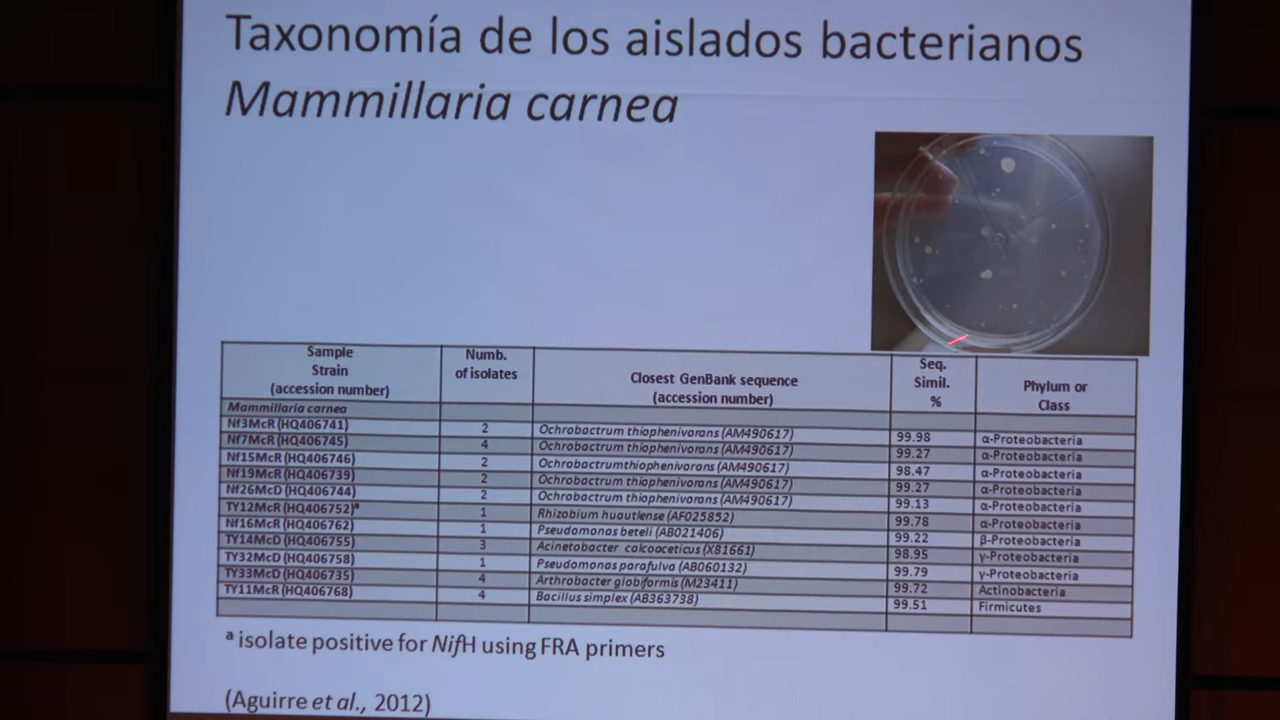 Taxonomía de los aislados bacterianos
Mammillaria carnea
Sample Strain (accession number) Numb. of isolates Closest GenBank sequence (accession number) Seq. Simil. % Phylum or Class
Mammillaria carnea
Nf3McR (HQ406741) 2 Ochrobactrum thiophenivorans (AM490617) 99.98 α-Proteobacteria
Nf7McR (HQ406745) 4 Ochrobactrum thiophenivorans (AM490617) 99.27 α-Proteobacteria
Nf15McR (HQ406746) 2 Ochrobactrumthiophenivorans (AM490617) 98.47 α-Proteobacteria
Nf19McR (HQ406739) 2 Ochrobactrum thiophenivorans (AM490617) 99.27 α-Proteobacteria
Nf26McD (HQ406744) 2 Ochrobactrum thiophenivorans (AM490617) 99.13 α-Proteobacteria
TY12McR (HQ406752)ª 1 Rhizobium huautlense (AF025852) 99.78 α-Proteobacteria
Nf16McR (HQ406762) 1 Pseudomonas beteli (AB021406) 99.22 β-Proteobacteria
TY14McD (HQ406755) 3 Acinetobacter calcoaceticus (X81661) 98.95 γ-Proteobacteria
TY32McD (HQ406758) 1 Pseudomonas parafulva (AB060132) 99.79 γ-Proteobacteria
TY33McD (HQ406735) 4 Arthrobacter globiformis (M23411) 99.72 Actinobacteria
TY11McR (HQ406768) 4 Bacillus simplex (AB363738) 99.51 Firmicutes
ª isolate positive for NifH using FRA primers
(Aguirre et al., 2012)